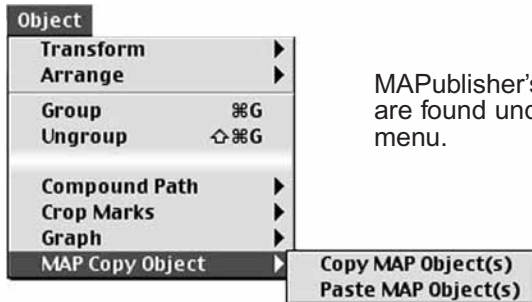 Object
Transform
Arrange
Group ⌘G
Ungroup ⇧⌘G
Compound Path
Crop Marks
Graph
MAP Copy Object
Copy MAP Object(s)
Paste MAP Object(s)
MAPublisher's
are found
menu.